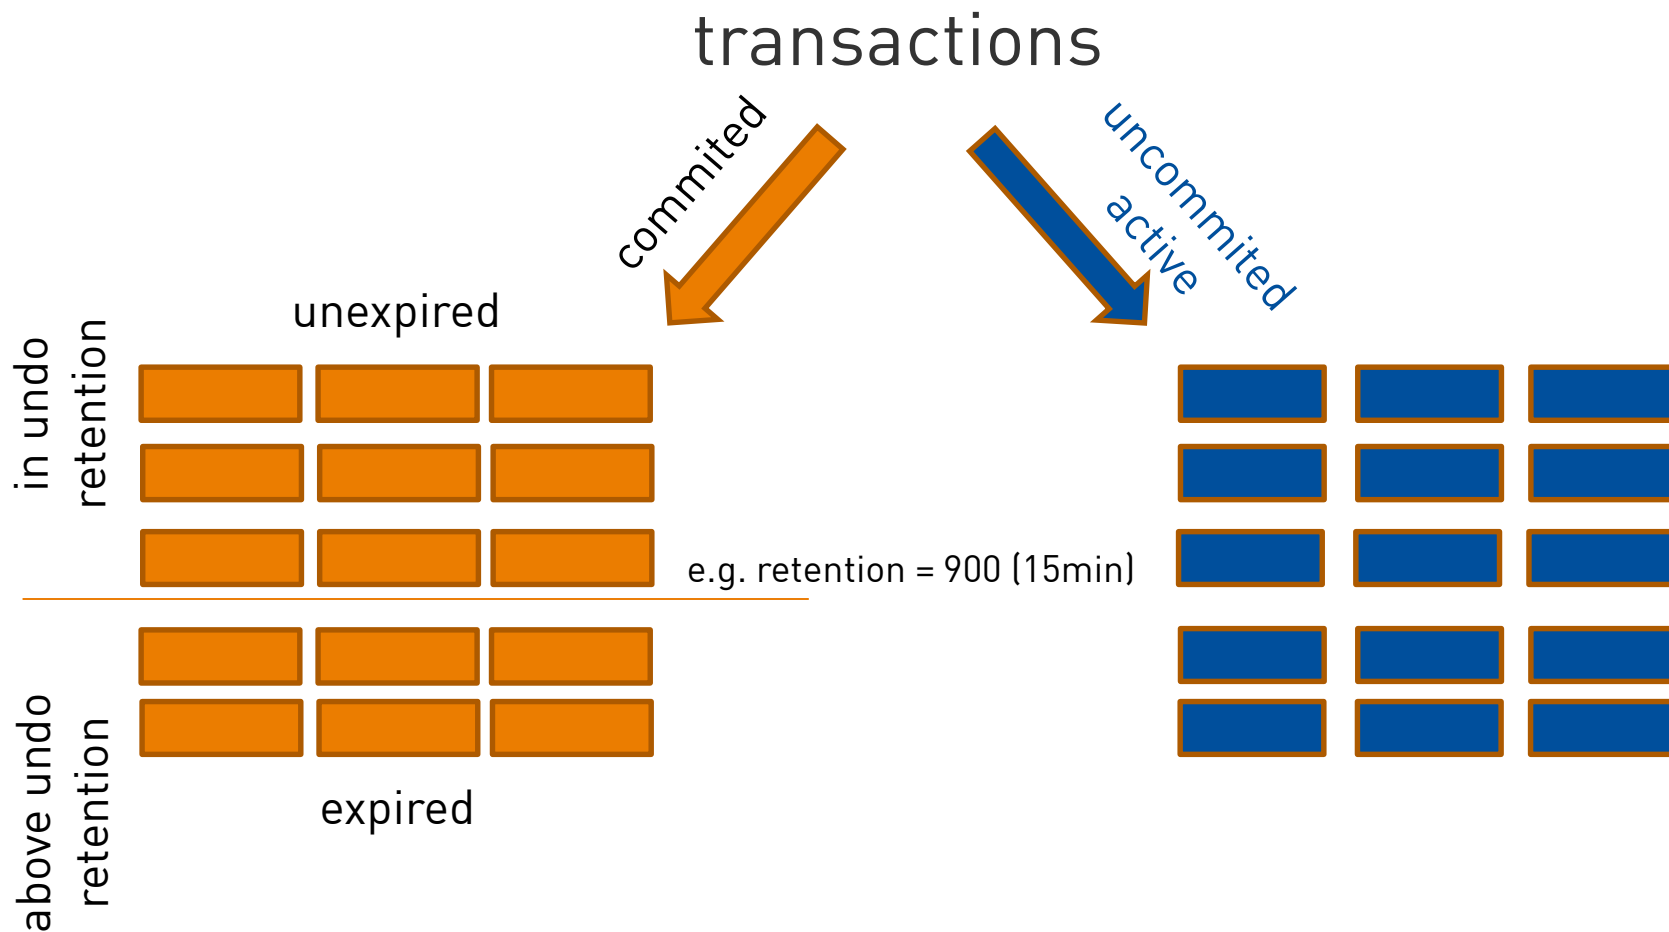 transactions
commited
uncommited
active
unexpired
in undo
retention
e.g. retention = 900 (15min)
above undo
retention
expired